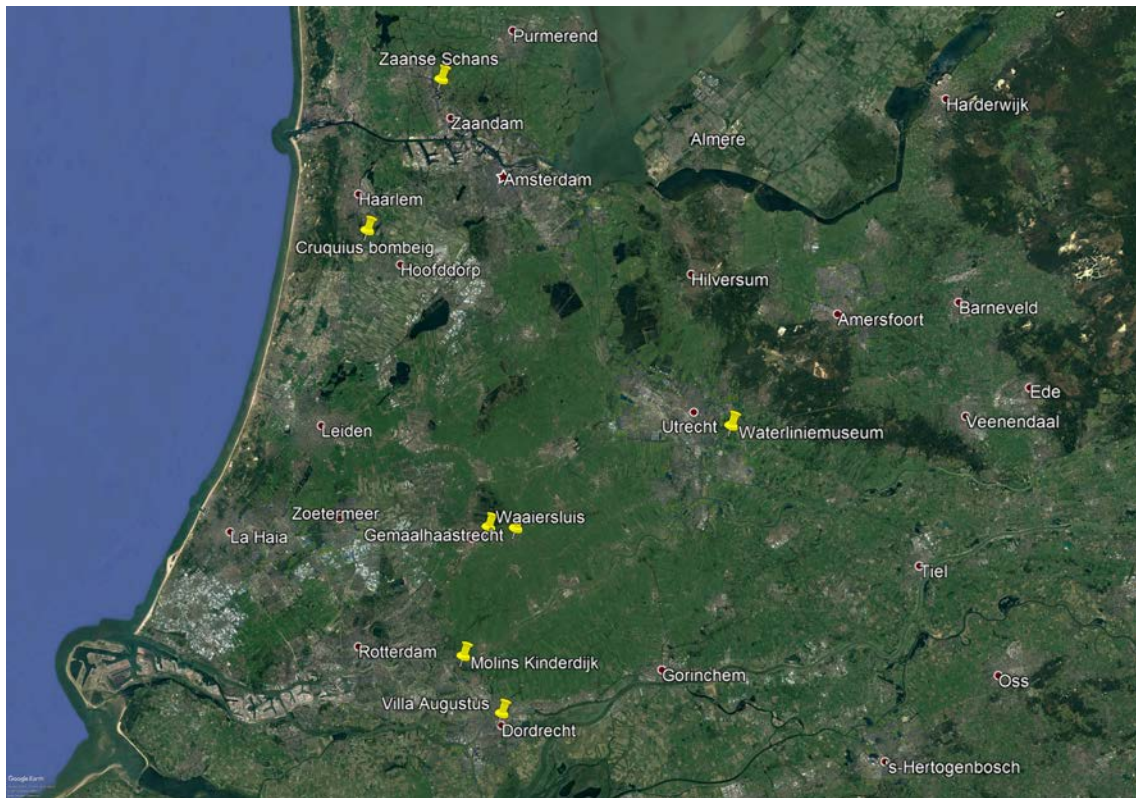 Purmerend
Zaanse Schans
Harderwijk
Zaandam
Almere
Amsterdam
Haarlem
Cruquius bombeig
Hoofddorp
Hilversum
Barneveld
Amersfoort
Ede
Veenendaal
Utrecht
Waterliniemuseum
Leiden
Zoetermeer
Waaiersluis
La Haia
Gemaalhaastrecht
Tiel
Rotterdam
Molins Kinderdijk
Gorinchem
Oss
Villa Augustus
Dordrecht
's-Hertogenbosch
Google Earth